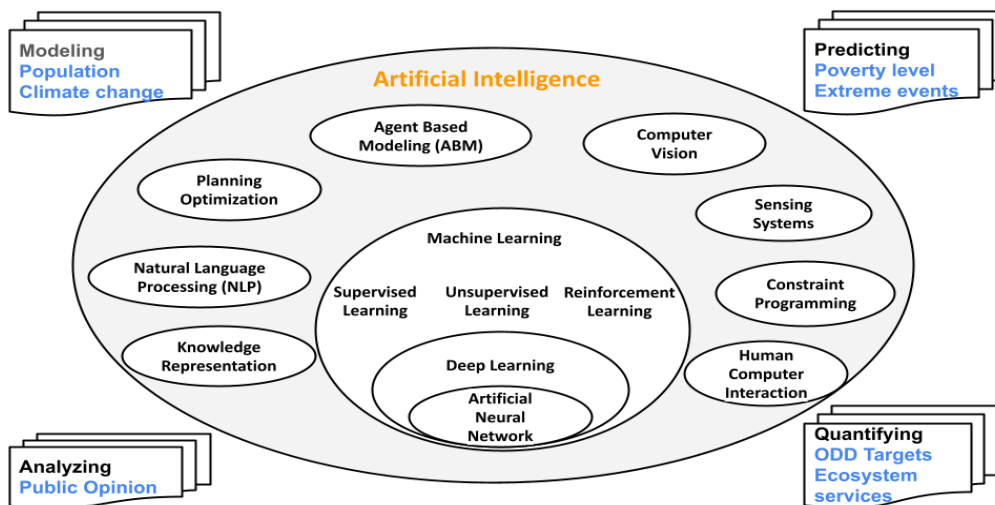 Modeling
Population
Climate change
Predicting
Poverty level
Extreme events
Artificial Intelligence
Agent Based
Modeling (ABM)
Computer
Vision
Planning
Optimization
Sensing
Systems
Machine Learning
Natural Language
Processing (NLP)
Supervised
Learning
Unsupervised
Learning
Reinforcement
Learning
Constraint
Programming
Knowledge
Representation
Deep Learning
Human
Computer
Interaction
Artificial
Neural
Network
Analyzing
Public Opinion
Quantifying
ODD Targets
Ecosystem
services